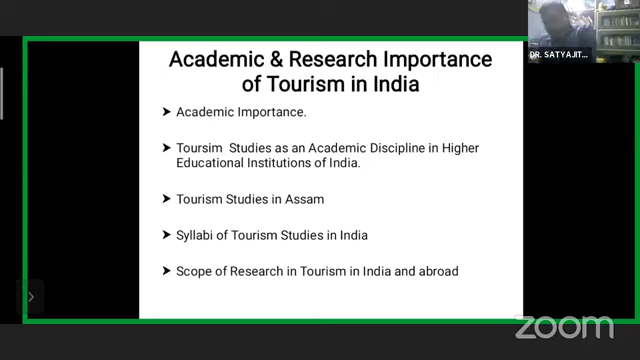 DR. SATYAJIT...
Academic & Research Importance
of Tourism in India
➤ Academic Importance.
➤ Toursim Studies as an Academic Discipline in Higher
Educational Institutions of India.
➤ Tourism Studies in Assam
➤ Syllabi of Tourism Studies in India
➤ Scope of Research in Tourism in India and abroad
zoom